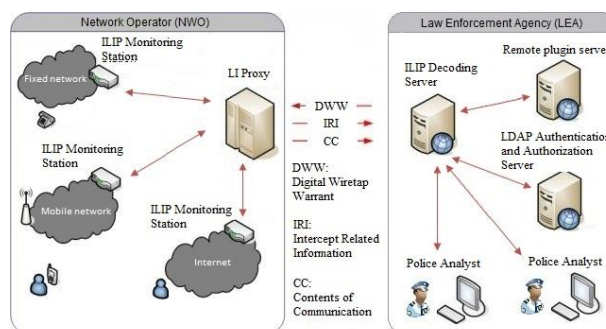 Network Operator (NWO)
ILIP Monitoring
Station
Fixed network
LI Proxy
ILIP Monitoring
Station
Mobile network
ILIP Monitoring
Station
Internet
DWW
IRI
CC
DWW:
Digital Wiretap
Warrant
IRI:
Intercept Related
Information
CC:
Contents of
Communication
Law Enforcement Agency (LEA)
Remote plugin serve
ILIP Decoding
Server
LDAP Authentication
and Authorization
Server
Police Analyst
Police Analyst